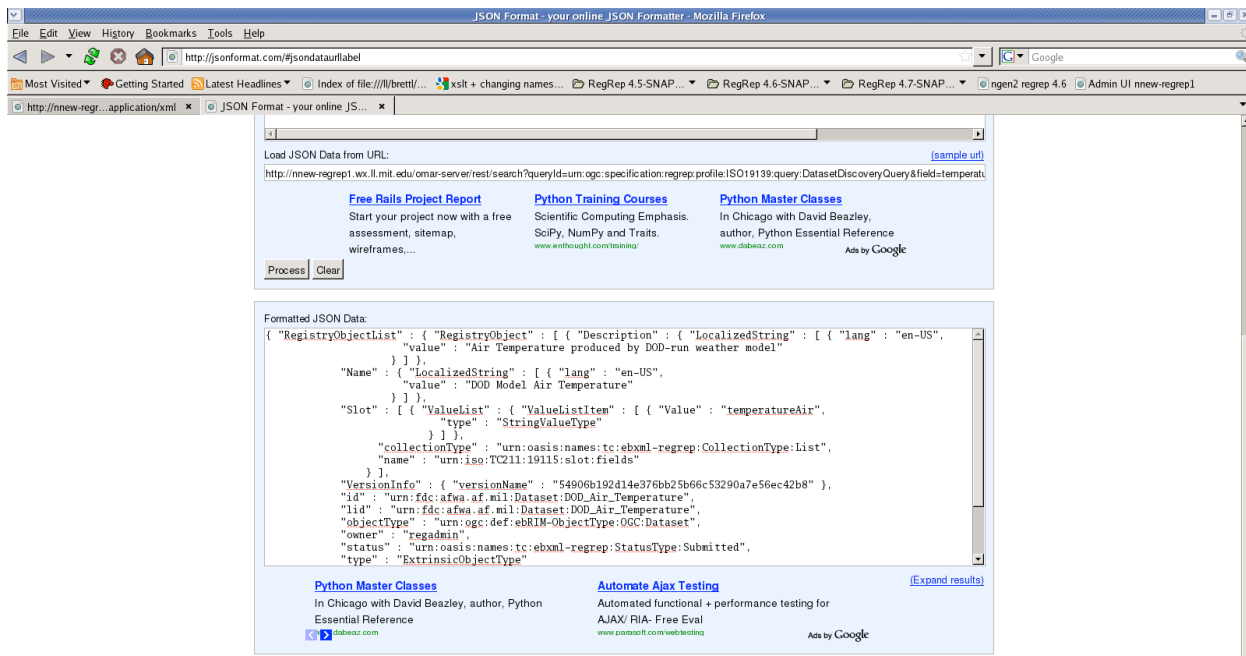 JSON Format - your online JSON Formatter - Mozilla Firefox
File Edit View History Bookmarks Tools Help
http://jsonformat.com/#jsondataurllabel
Google
Most Visited Getting Started Latest Headlines Index of file:///ll/brettl/... xslt + changing names... RegRep 4.5-SNAP... RegRep 4.6-SNAP... RegRep 4.7-SNAP... ngen2 regrep 4.6 Admin UI nnew-regrep1
http://nnew-regr...application/xml JSON Format - your online JS...
Load JSON Data from URL: (sample url)
http://nnew-regrep1.wx.ll.mit.edu/omar-server/rest/search?queryId=urn:ogc:specification:regrep:profile:ISO19139:query:DatasetDiscoveryQuery&field=temperatu
Free Rails Project Report
Start your project now with a free
assessment, sitemap,
wireframes,...
Python Training Courses
Scientific Computing Emphasis.
SciPy, NumPy and Traits.
www.enthought.com/training/
Python Master Classes
In Chicago with David Beazley,
author, Python Essential Reference
www.dabeaz.com
Ads by Google
Process Clear
Formatted JSON Data:
{ "RegistryObjectList" : { "RegistryObject" : [ { "Description" : { "LocalizedString" : [ { "lang" : "en-US",
"value" : "Air Temperature produced by DOD-run weather model"
} ] },
"Name" : { "LocalizedString" : [ { "lang" : "en-US",
"value" : "DOD Model Air Temperature"
} ] },
"Slot" : [ { "ValueList" : { "ValueListItem" : [ { "Value" : "temperatureAir",
"type" : "StringValueType"
} ] },
"collectionType" : "urn:oasis:names:tc:ebxml-regrep:CollectionType:List",
"name" : "urn:iso:TC211:19115:slot:fields"
} ],
"VersionInfo" : { "versionName" : "54906b192d14e376bb25b66c53290a7e56ec42b8" },
"id" : "urn:fdc:afwa.af.mil:Dataset:DOD_Air_Temperature",
"lid" : "urn:fdc:afwa.af.mil:Dataset:DOD_Air_Temperature",
"objectType" : "urn:ogc:def:ebRIM-ObjectType:OGC:Dataset",
"owner" : "regadmin",
"status" : "urn:oasis:names:tc:ebxml-regrep:StatusType:Submitted",
"type" : "ExtrinsicObjectType"
(Expand results)
Python Master Classes
In Chicago with David Beazley, author, Python
Essential Reference
dabeaz.com
Automate Ajax Testing
Automated functional + performance testing for
AJAX/ RIA- Free Eval
www.parasoft.com/webtesting
Ads by Google